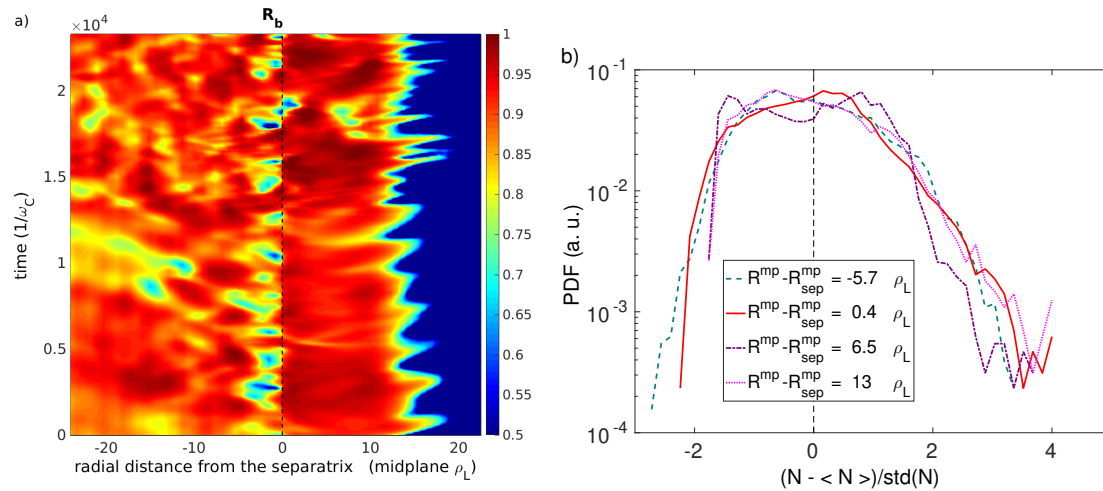 a)
R_b
×10^4
2
1.5
1
0.5
0
time (1/ω_C)
-20 -10 0 10 20
radial distance from the separatrix (midplane ρ_L)
1
0.95
0.9
0.85
0.8
0.75
0.7
0.65
0.6
0.55
0.5
b)
10^-1
10^-2
10^-3
10^-4
PDF (a. u.)
R^mp-R^mp_sep = -5.7 ρ_L
R^mp-R^mp_sep = 0.4 ρ_L
R^mp-R^mp_sep = 6.5 ρ_L
R^mp-R^mp_sep = 13 ρ_L
-2 0 2 4
(N - < N >)/std(N)